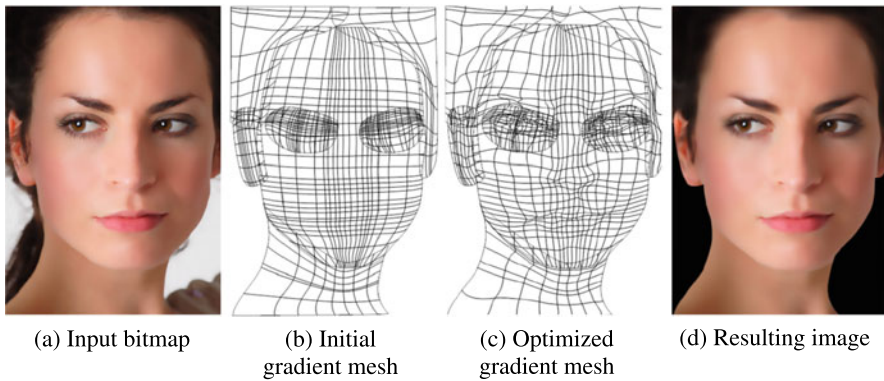 (a) Input bitmap
(b) Initial
gradient mesh
(c) Optimized
gradient mesh
(d) Resulting image